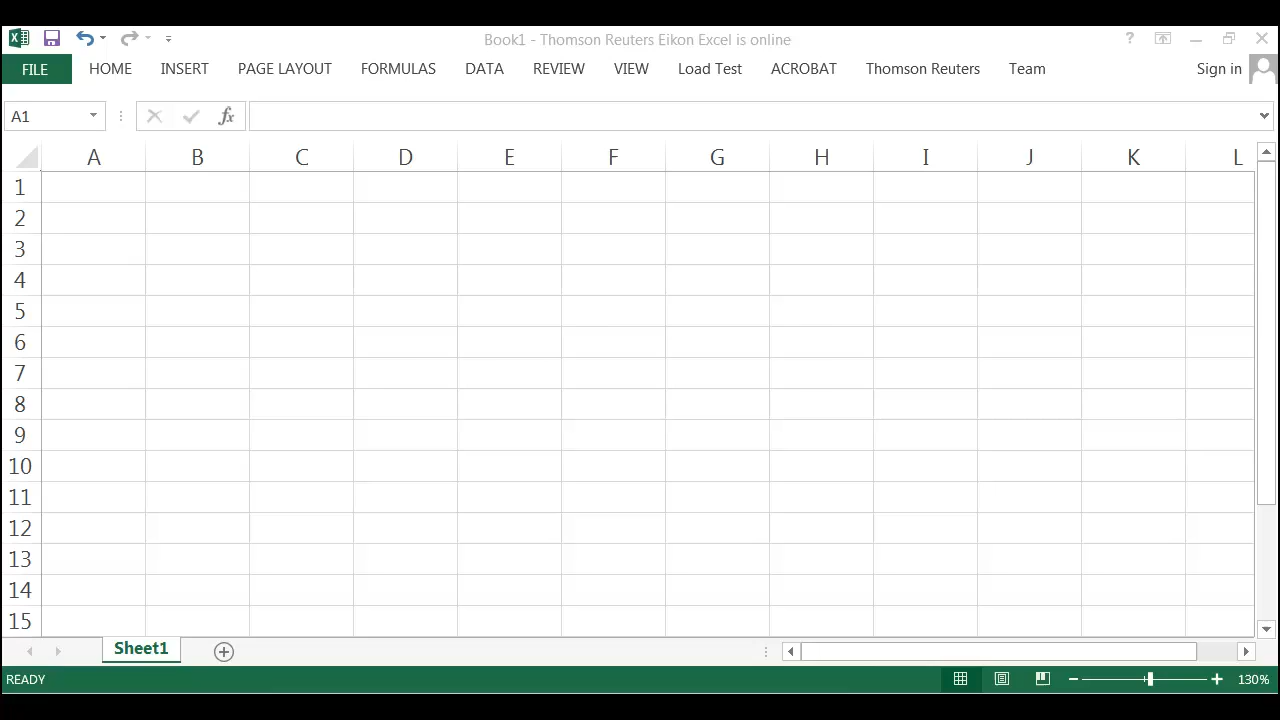 Book1 - Thomson Reuters Eikon Excel is online ?
FILE HOME INSERT PAGE LAYOUT FORMULAS DATA REVIEW VIEW Load Test ACROBAT Thomson Reuters Team Sign in
A1 fx
A B C D E F G H I J K L
1
2
3
4
5
6
7
8
9
10
11
12
13
14
15
Sheet1
READY 130%